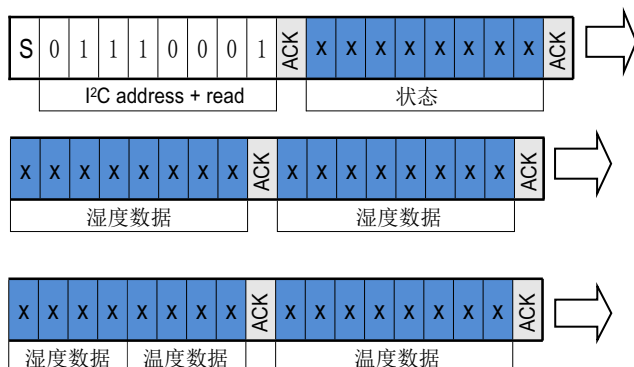 S 0 1 1 1 0 0 0 1 ACK x x x x x x x x ACK
I²C address + read 状态
x x x x x x x x ACK x x x x x x x x ACK
湿度数据 湿度数据
x x x x x x x x ACK x x x x x x x x ACK
湿度数据 温度数据 温度数据